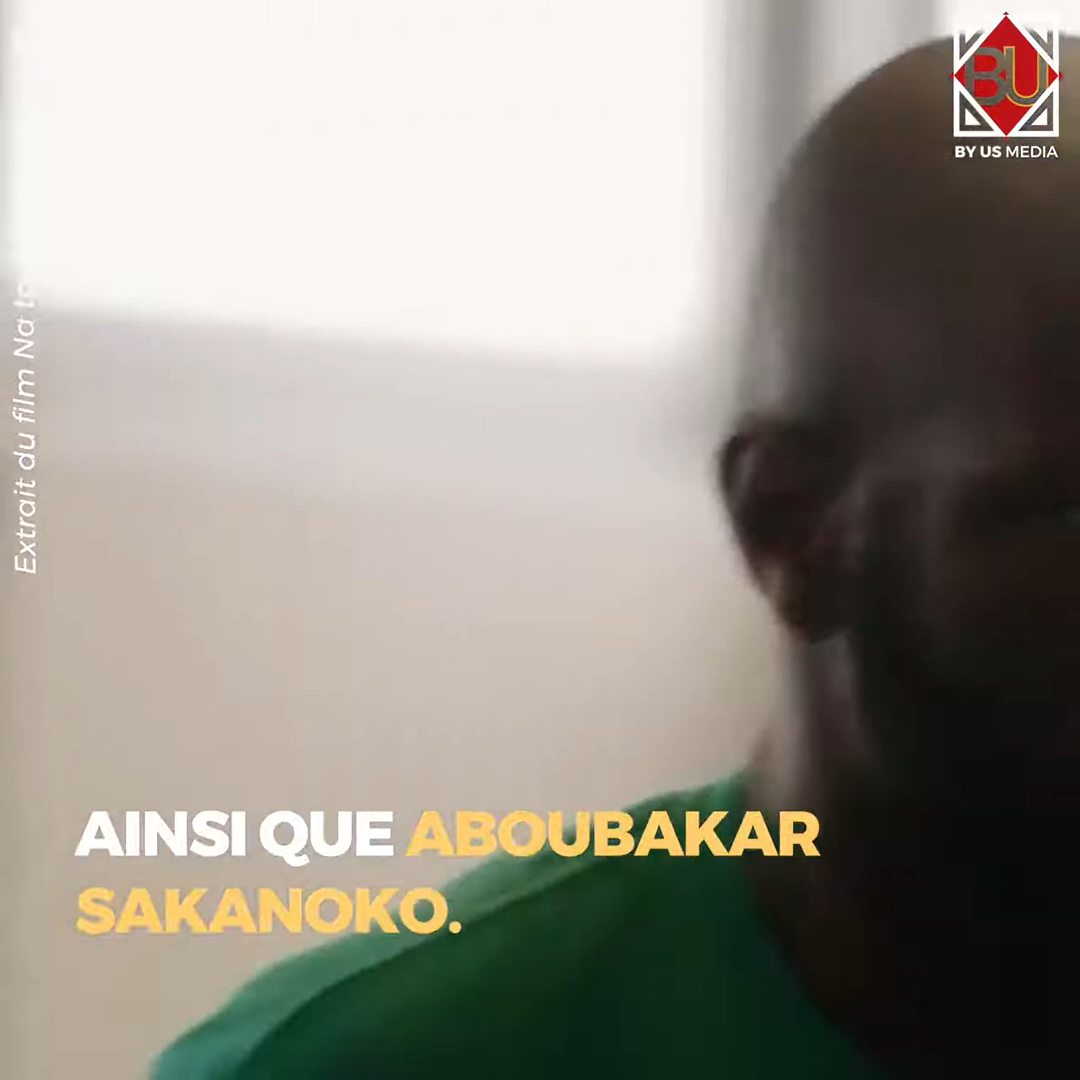 BU
BY US MEDIA
Extrait du film Na
AINSI QUE ABOUBAKAR
SAKANOKO.